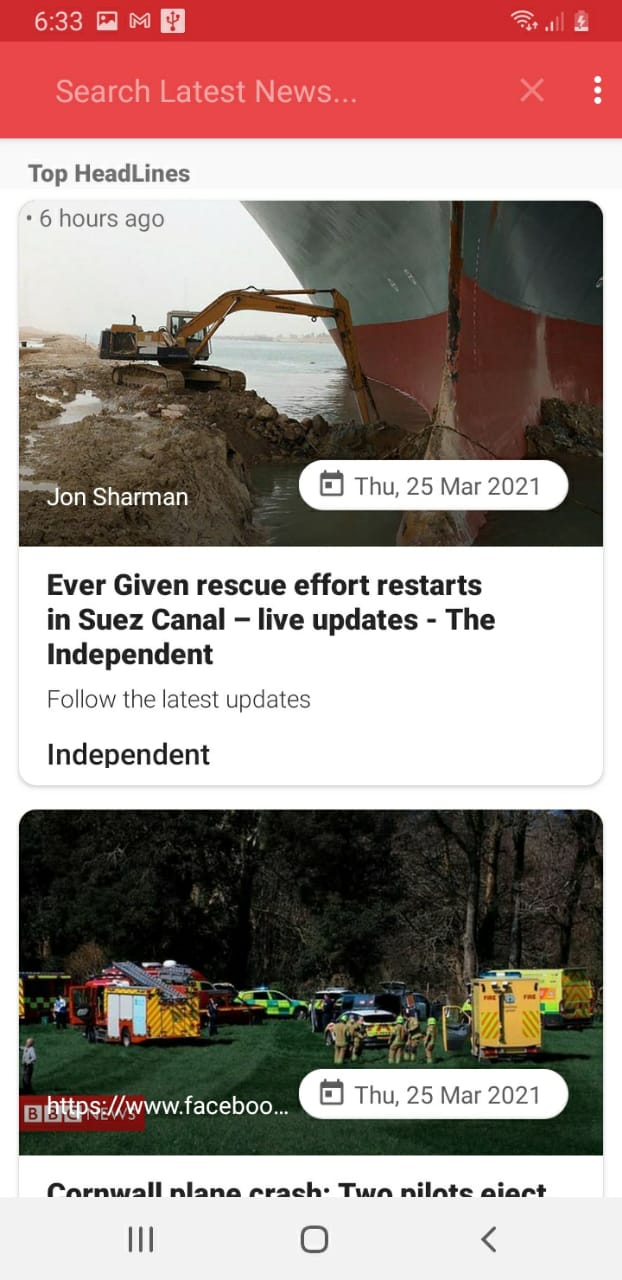 6:33
Search Latest News...
Top HeadLines
• 6 hours ago
Jon Sharman
Thu, 25 Mar 2021
Ever Given rescue effort restarts
in Suez Canal – live updates - The
Independent
Follow the latest updates
Independent
FIRE
FIRE
https://www.faceboo...
BBC NEWS
Thu, 25 Mar 2021
Cornwall plane crash: Two pilots eject